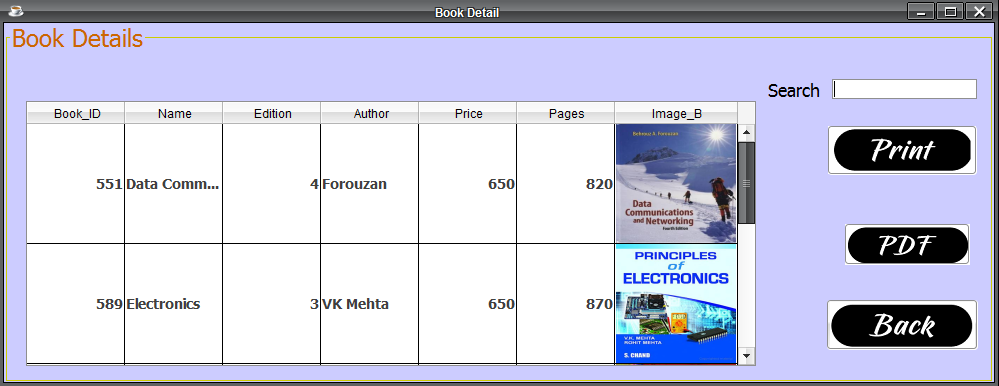 Book Detail
Book Details
Search
Print
PDF
Back
Book_ID Name Edition Author Price Pages Image_B
551 Data Comm... 4 Forouzan 650 820
Behrouz A. Forouzan
Data
Communications
and Networking
Fourth Edition
589 Electronics 3 VK Mehta 650 870
PRINCIPLES
of
ELECTRONICS
V.K. MEHTA
ROHIT MEHTA
S. CHAND